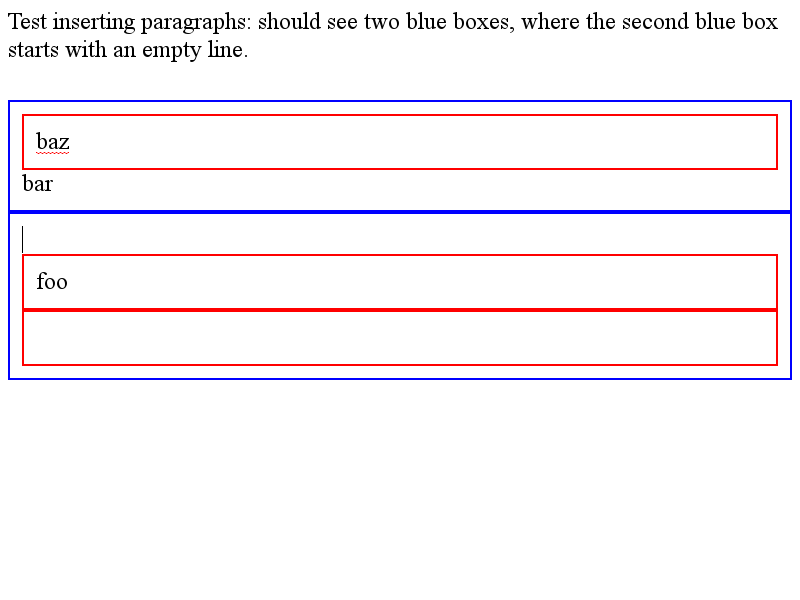 Test inserting paragraphs: should see two blue boxes, where the second blue box
starts with an empty line.
baz
bar
foo